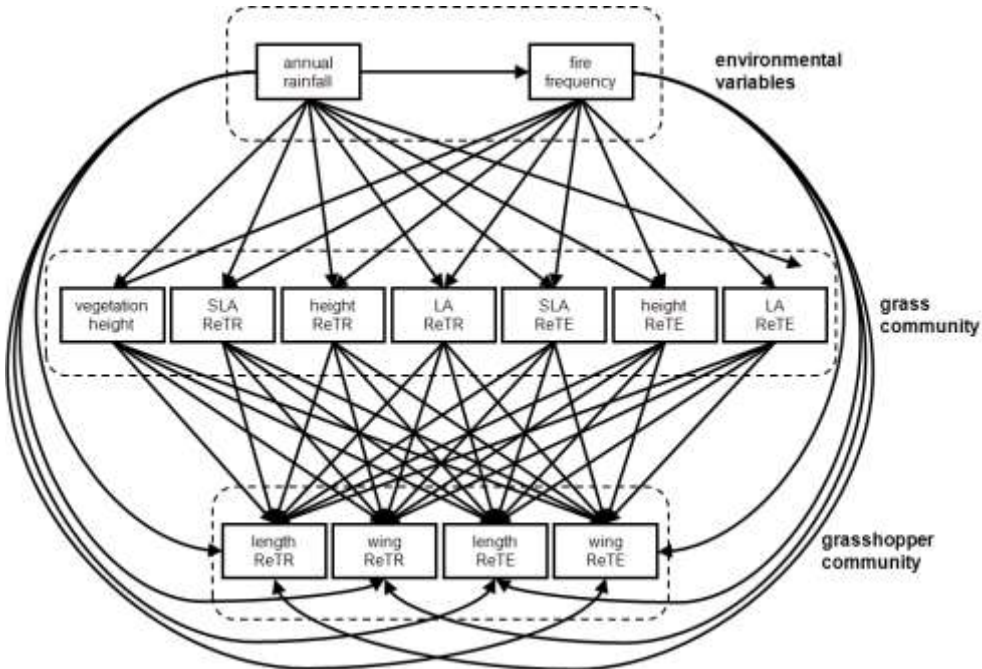 annual
rainfall
fire
frequency
environmental
variables
vegetation
height
SLA
ReTR
height
ReTR
LA
ReTR
SLA
ReTE
height
ReTE
LA
ReTE
grass
community
length
ReTR
wing
ReTR
length
ReTE
wing
ReTE
grasshopper
community